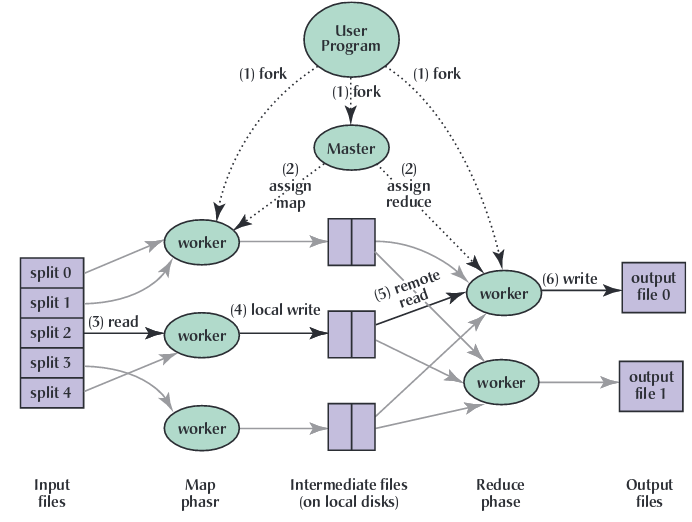 User
Program
(1) fork
(1) fork
(1) fork
Master
(2)
assign
map
(2)
assign
reduce
worker
split 0
split 1
split 2
split 3
split 4
(3) read
worker
(4) local write
worker
(5) remote
read
worker
(6) write
output
file 0
worker
output
file 1
Input
files
Map
phasr
Intermediate files
(on local disks)
Reduce
phase
Output
files